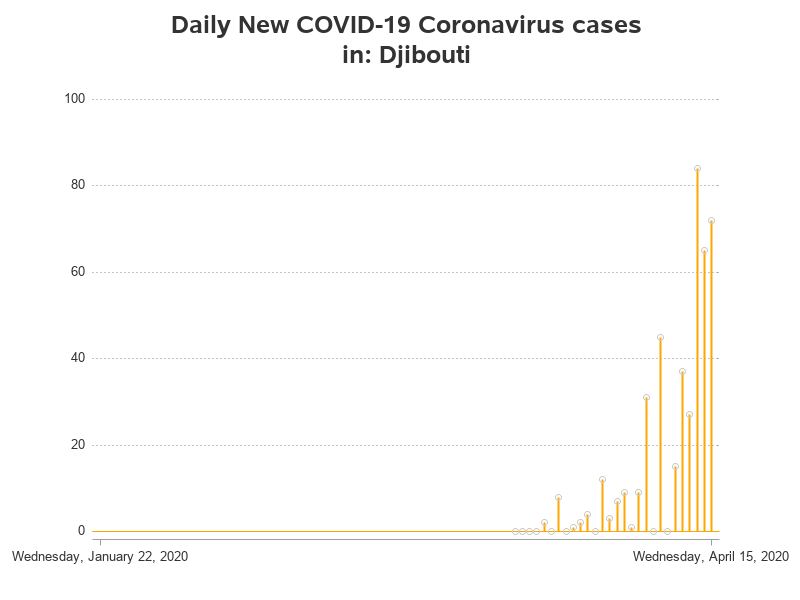 Daily New COVID-19 Coronavirus cases
in: Djibouti
100
80
60
40
20
0
Wednesday, January 22, 2020
Wednesday, April 15, 2020